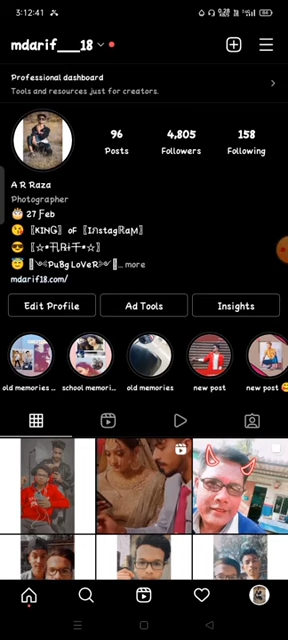 3:12:41
mdarif___18
Professional dashboard
Tools and resources just for creators.
96
4,805
158
Posts
Followers
Following
A R Raza
Photographer
🎂 27 Feb
😘 〖KING〗 oF 〖InstagRaM〗
😇 PuBg LoVeR ... more
mdarif18.com/
Edit Profile
Ad Tools
Insights
old memories ...
school memori...
old memories
new post
new post 🥰